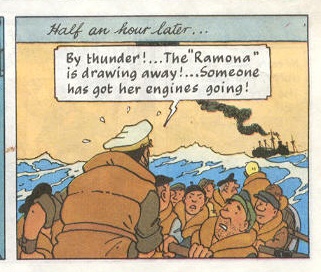 Half an hour later...
By thunder!...The "Ramona"
is drawing away!...Someone
has got her engines going!